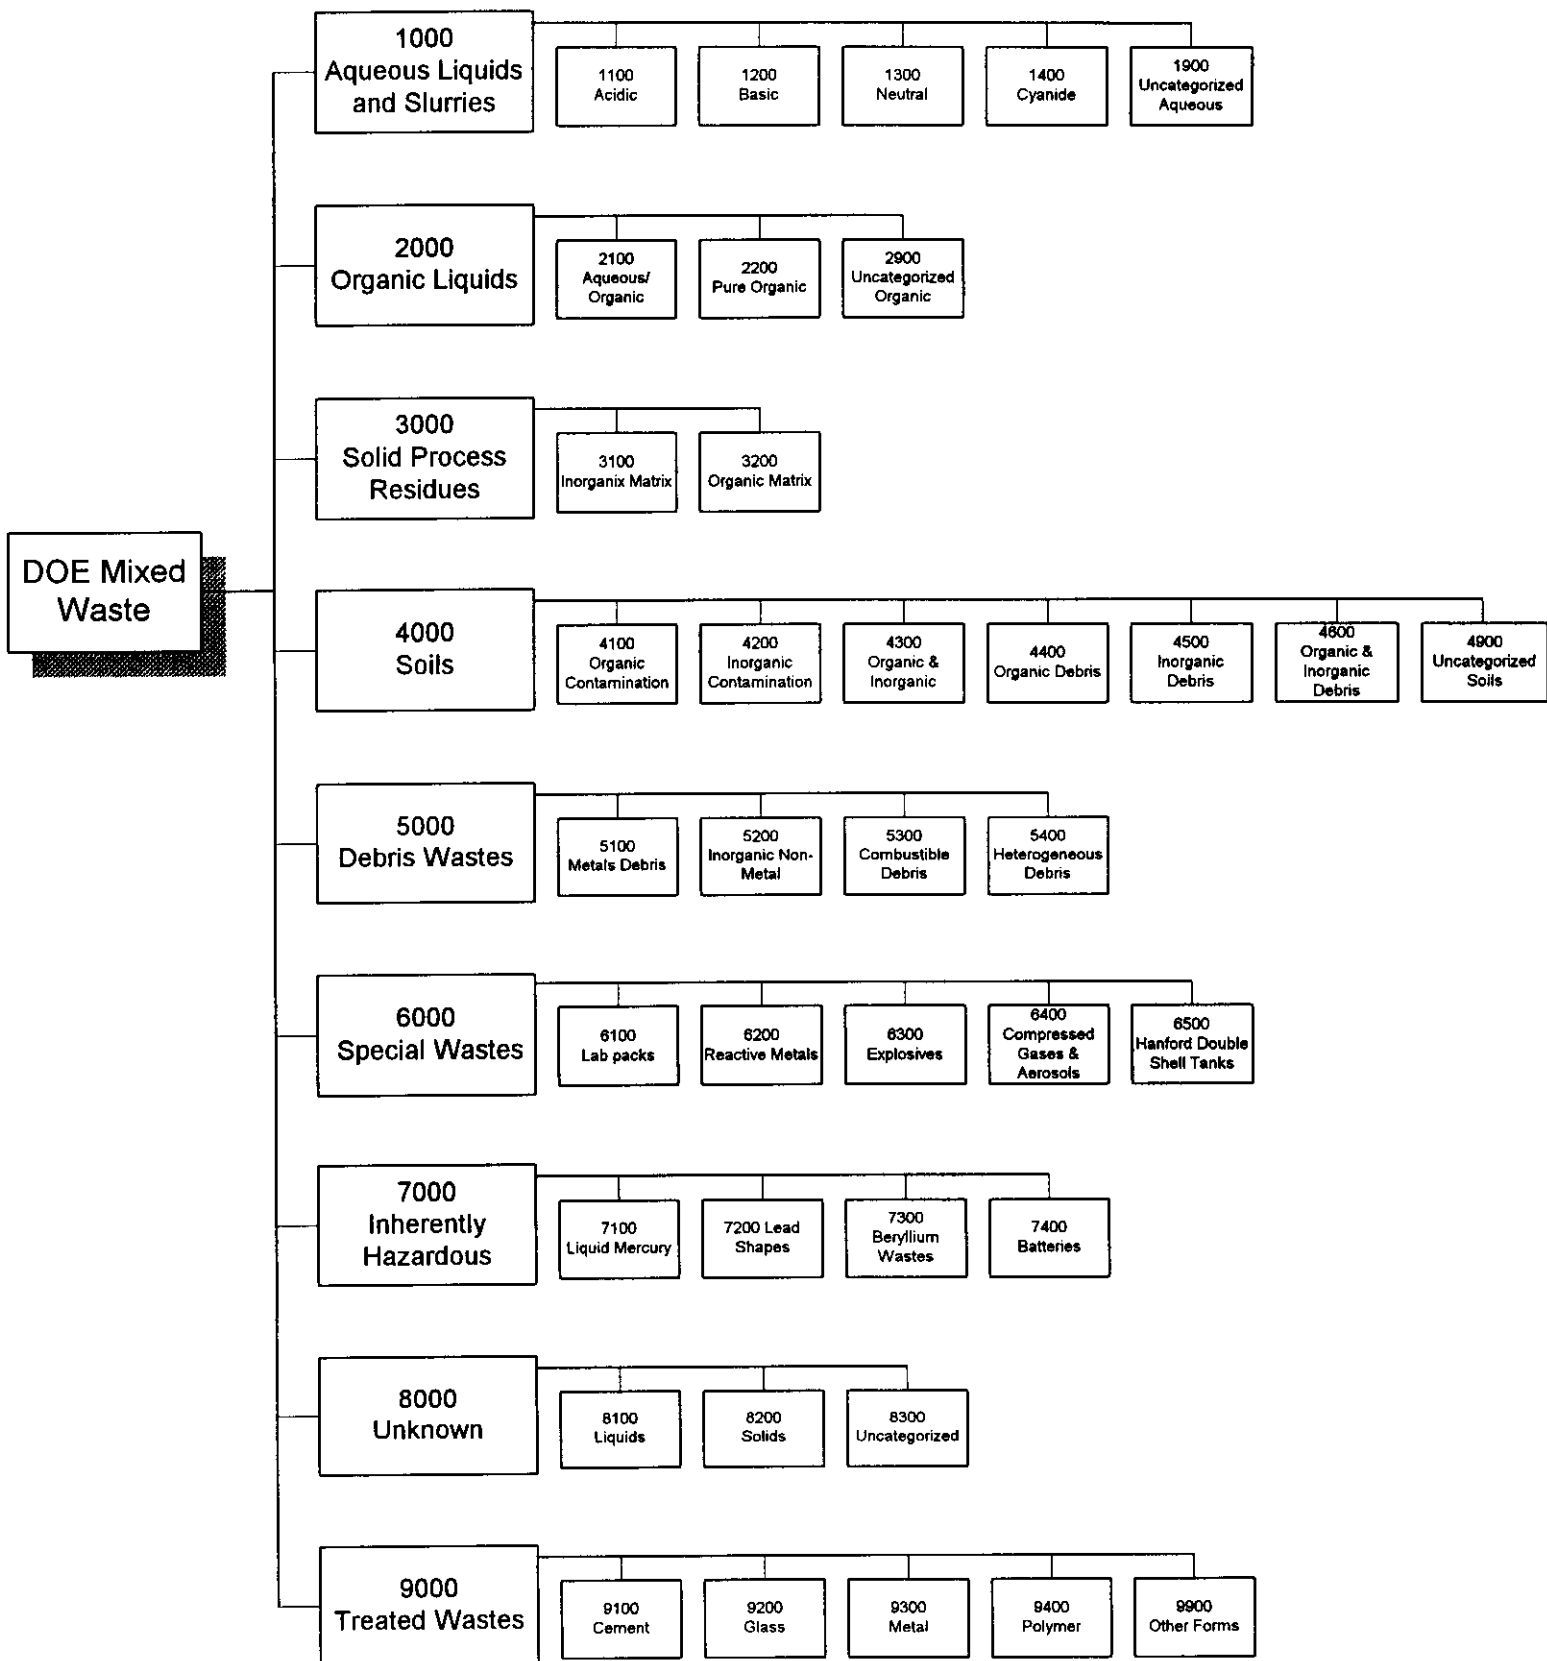 DOE Mixed
Waste
1000
Aqueous Liquids
and Slurries
1100
Acidic
1200
Basic
1300
Neutral
1400
Cyanide
1900
Uncategorized
Aqueous
2000
Organic Liquids
2100
Aqueous/
Organic
2200
Pure Organic
2900
Uncategorized
Organic
3000
Solid Process
Residues
3100
Inorganix Matrix
3200
Organic Matrix
4000
Soils
4100
Organic
Contamination
4200
Inorganic
Contamination
4300
Organic &
Inorganic
4400
Organic Debris
4500
Inorganic
Debris
4600
Organic &
Inorganic
Debris
4900
Uncategorized
Soils
5000
Debris Wastes
5100
Metals Debris
5200
Inorganic Non-
Metal
5300
Combustible
Debris
5400
Heterogeneous
Debris
6000
Special Wastes
6100
Lab packs
6200
Reactive Metals
6300
Explosives
6400
Compressed
Gases &
Aerosols
6500
Hanford Double
Shell Tanks
7000
Inherently
Hazardous
7100
Liquid Mercury
7200 Lead
Shapes
7300
Beryllium
Wastes
7400
Batteries
8000
Unknown
8100
Liquids
8200
Solids
8300
Uncategorized
9000
Treated Wastes
9100
Cement
9200
Glass
9300
Metal
9400
Polymer
9900
Other Forms